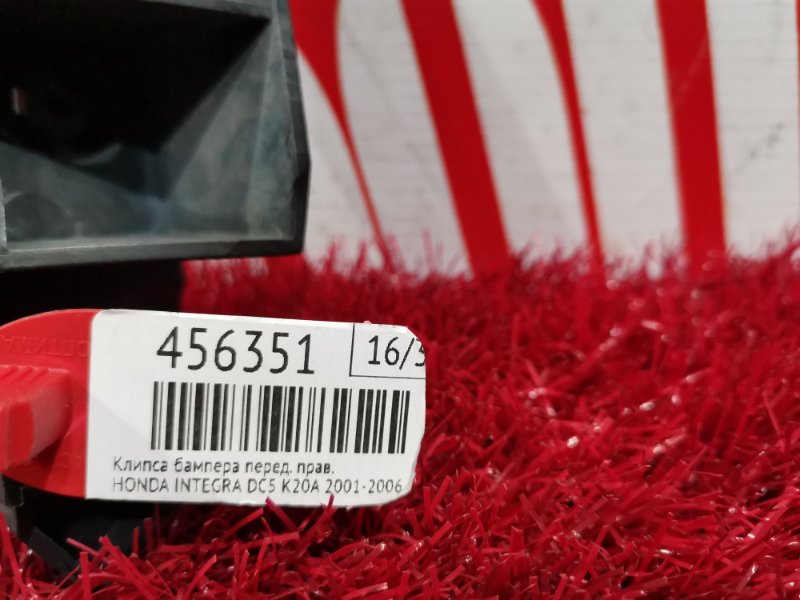 456351
16/3
Клипса бампера перед. прав.
HONDA INTEGRA DC5 K20A 2001-2006